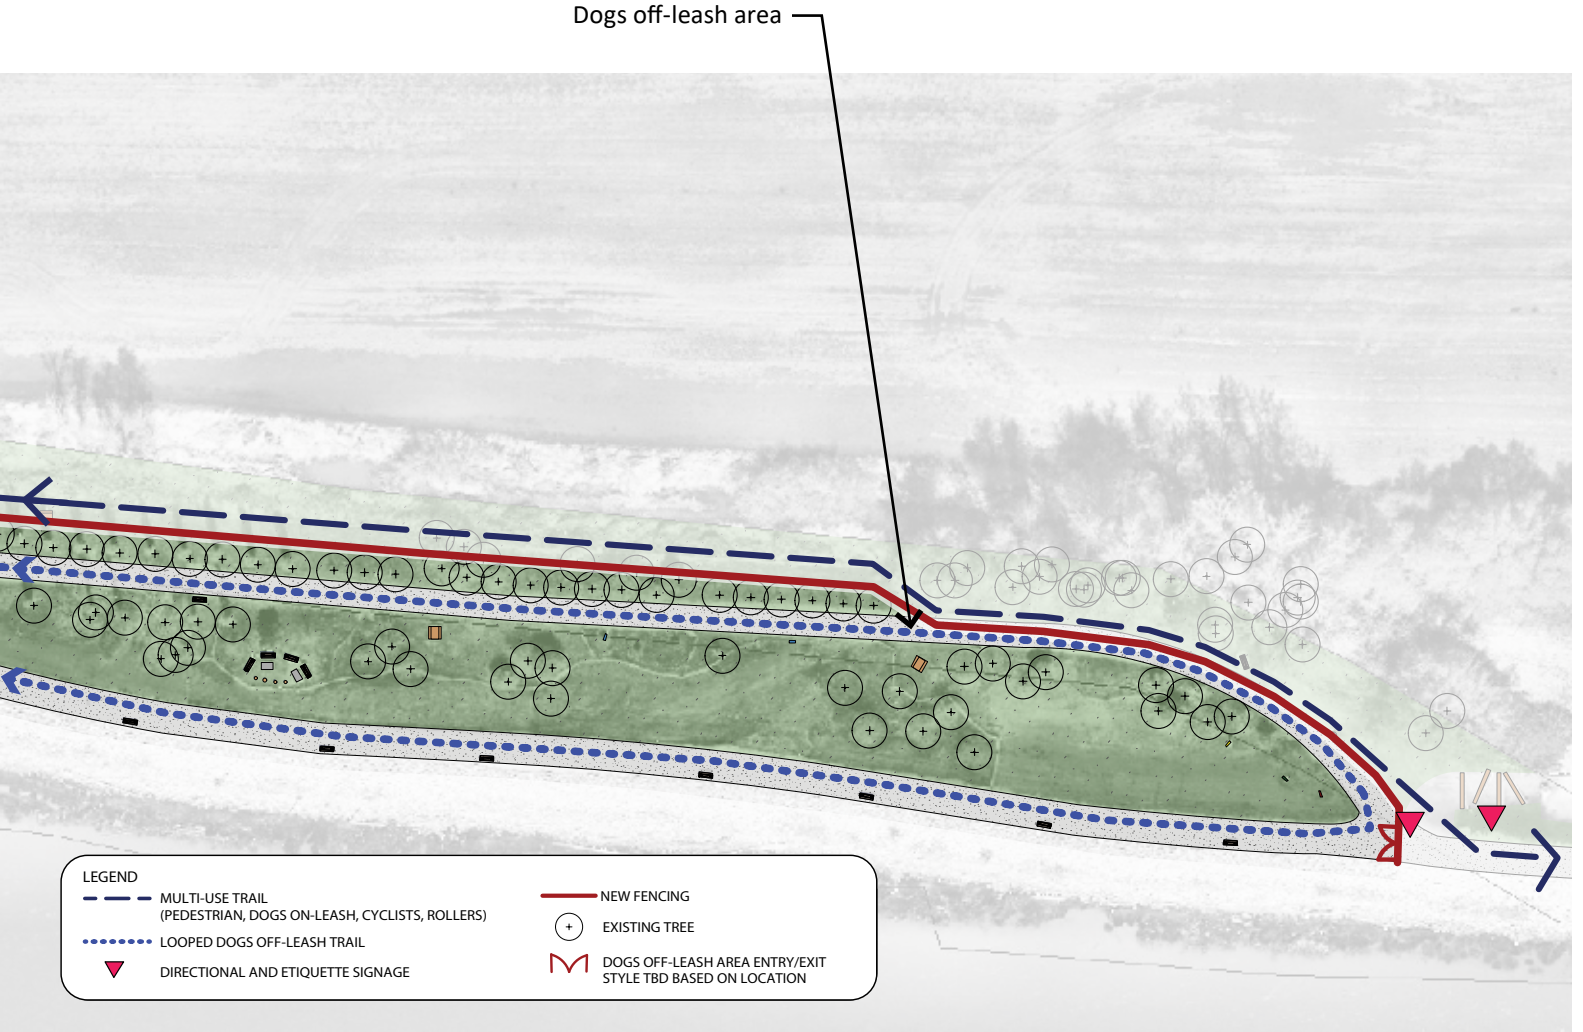 Dogs off-leash area
LEGEND
MULTI-USE TRAIL
(PEDESTRIAN, DOGS ON-LEASH, CYCLISTS, ROLLERS)
LOOPED DOGS OFF-LEASH TRAIL
DIRECTIONAL AND ETIQUETTE SIGNAGE
NEW FENCING
EXISTING TREE
DOGS OFF-LEASH AREA ENTRY/EXIT
STYLE TBD BASED ON LOCATION